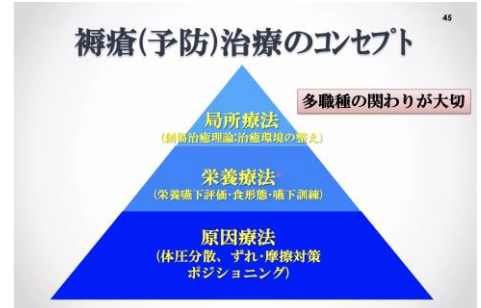 45
褥瘡(予防)治療のコンセプト
多職種の関わりが大切
局所療法
(創傷治癒理論:治癒環境の整え)
栄養療法
(栄養嚥下評価・食形態・嚥下訓練)
原因療法
(体圧分散、ずれ・摩擦対策
ポジショニング)